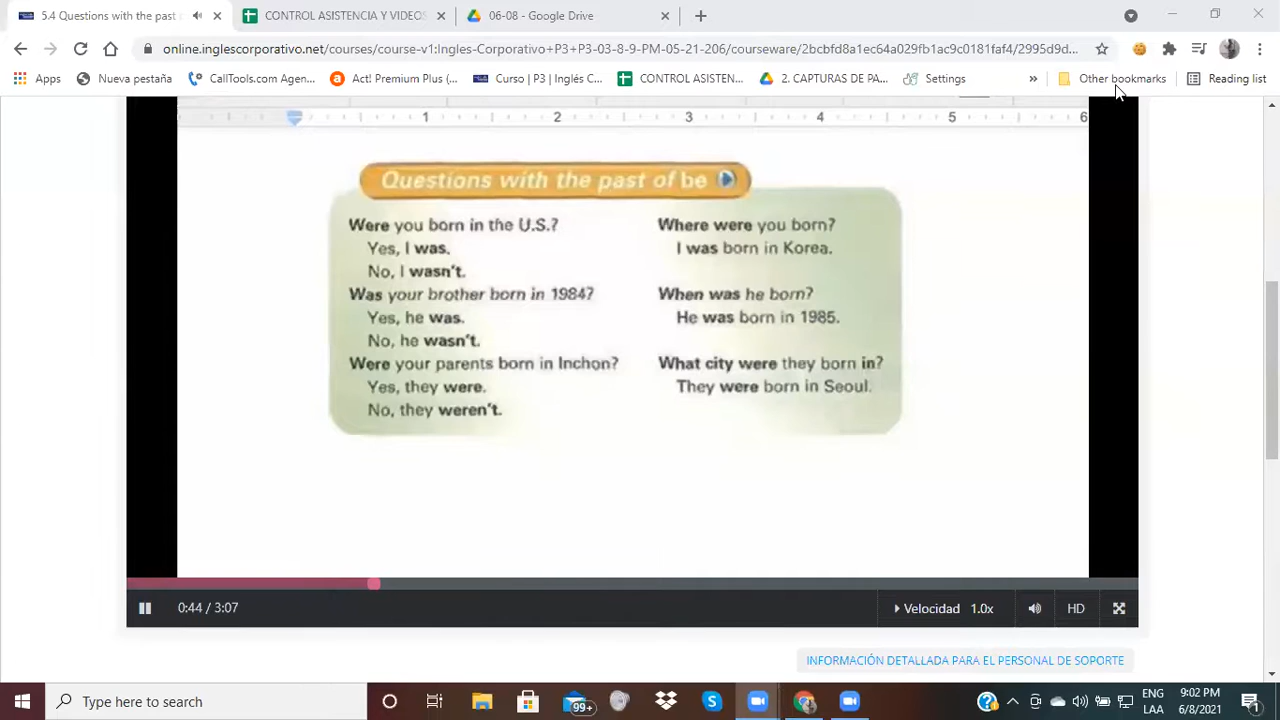 5.4 Questions with the past
CONTROL ASISTENCIA Y VIDEOS
06-08 - Google Drive
online.inglescorporativo.net/courses/course-v1:Ingles-Corporativo+P3+P3-03-8-9-PM-05-21-206/courseware/2bcbfd8a1ec64a029fb1ac9c0181faf4/2995d9d...
Apps
Nueva pestaña
CallTools.com Agen...
Act! Premium Plus (...
Curso | P3 | Inglés C...
CONTROL ASISTEN...
2. CAPTURAS DE PA...
Settings
»
Other bookmarks
Reading list
1 2 3 4 5 6
Questions with the past of be
Were you born in the U.S.?
Yes, I was.
No, I wasn't.
Was your brother born in 1984?
Yes, he was.
No, he wasn't.
Were your parents born in Inchon?
Yes, they were.
No, they weren't.
Where were you born?
I was born in Korea.
When was he born?
He was born in 1985.
What city were they born in?
They were born in Seoul.
0:44 / 3:07
Velocidad 1.0x
HD
INFORMACIÓN DETALLADA PARA EL PERSONAL DE SOPORTE
Type here to search
99+
ENG
LAA
9:02 PM
6/8/2021
1